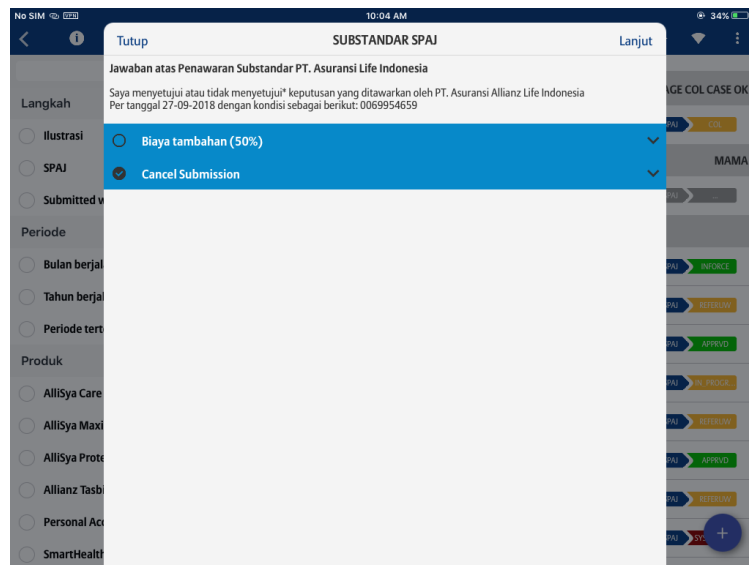 No SIM VPN 10:04 AM 34%
Tutup SUBSTANDAR SPAJ Lanjut
Jawaban atas Penawaran Substandar PT. Asuransi Life Indonesia
Saya menyetujui atau tidak menyetujui* keputusan yang ditawarkan oleh PT. Asuransi Allianz Life Indonesia
Per tanggal 27-09-2018 dengan kondisi sebagai berikut: 0069954659
Biaya tambahan (50%)
Cancel Submission
Langkah
Ilustrasi
SPAJ
Submitted w
Periode
Bulan berjal
Tahun berjal
Periode tert
Produk
AlliSya Care
AlliSya Maxi
AlliSya Prote
Allianz Tasbi
Personal Acc
SmartHealth
AGE COL CASE OK
PAJ COL
MAMA
PAJ ...
PAJ INFORCE
PAJ REFERUW
PAJ APPRVD
PAJ IN_PROGR...
PAJ REFERUW
PAJ APPRVD
PAJ REFERUW
PAJ SYS